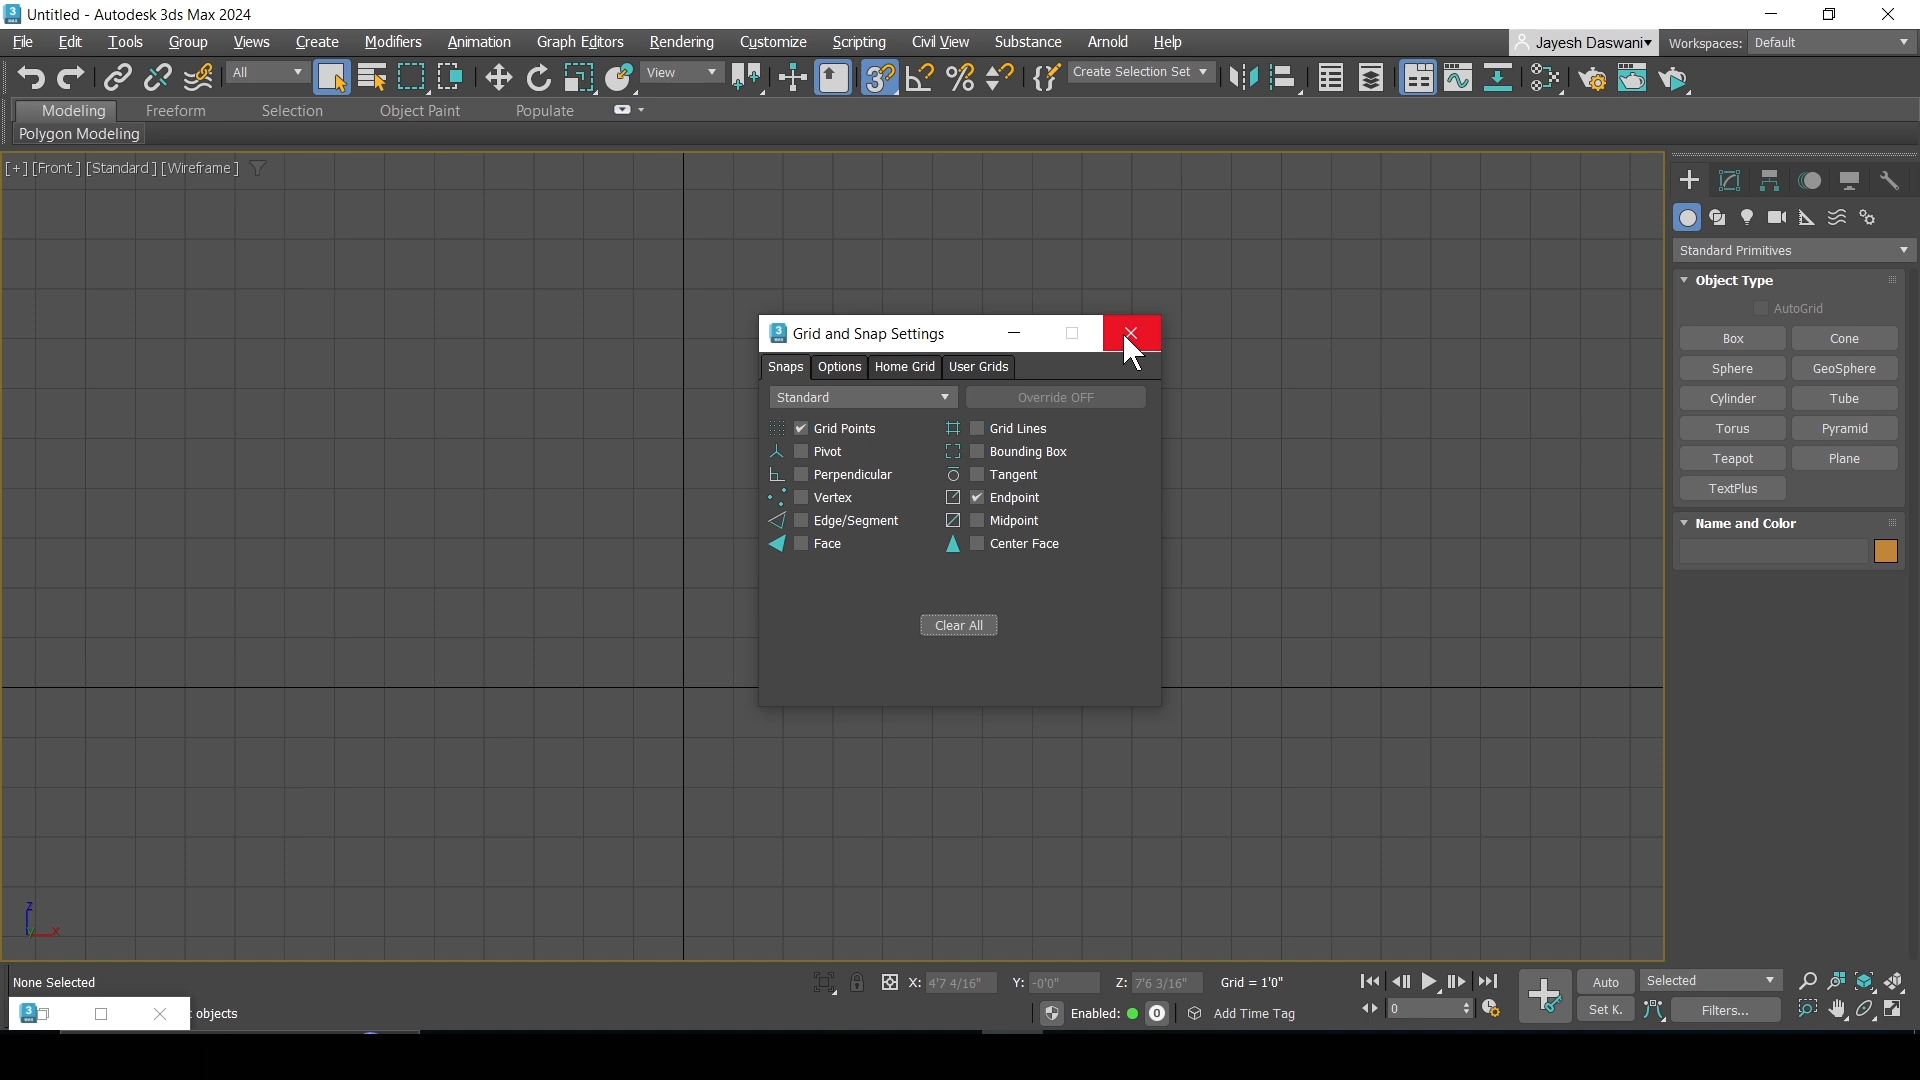 Untitled - Autodesk 3ds Max 2024
File Edit Tools Group Views Create Modifiers Animation Graph Editors Rendering Customize Scripting Civil View Substance Arnold Help Jayesh Daswani Workspaces: Default
All View Create Selection Set
Modeling Freeform Selection Object Paint Populate
Polygon Modeling
[+] [Front ] [Standard ] [Wireframe ]
Grid and Snap Settings
Snaps Options Home Grid User Grids
Standard Override OFF
Grid Points Grid Lines
Pivot Bounding Box
Perpendicular Tangent
Vertex Endpoint
Edge/Segment Midpoint
Face Center Face
Clear All
Standard Primitives
Object Type
AutoGrid
Box Cone
Sphere GeoSphere
Cylinder Tube
Torus Pyramid
Teapot Plane
TextPlus
Name and Color
z
y x
None Selected X: 4'7 4/16" Y: -0'0" Z: 7'6 3/16" Grid = 1'0" Auto Selected
objects Enabled: 0 Add Time Tag 0 Set K. Filters...